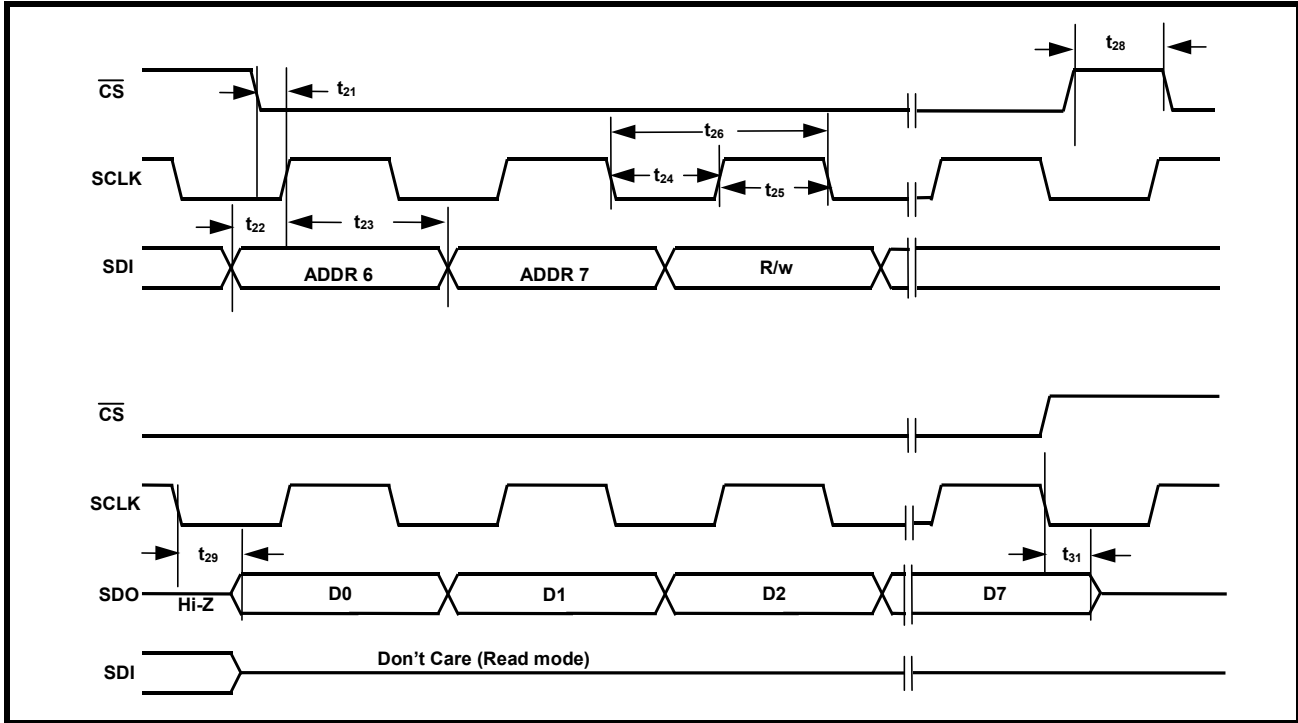 t28
CS
t21
t26
SCLK
t24
t25
t22
t23
SDI
ADDR 6
ADDR 7
R/w
CS
SCLK
t29
t31
SDO
Hi-Z
D0
D1
D2
D7
Don't Care (Read mode)
SDI